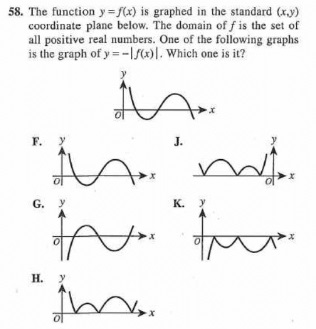 58. The function y = f(x) is graphed in the standard (x,y)
coordinate plane below. The domain of f is the set of
all positive real numbers. One of the following graphs
is the graph of y = -|f(x)|. Which one is it?
y
O x
F. y
O x
J. y
O x
G. y
O x
K. y
O x
H. y
O x